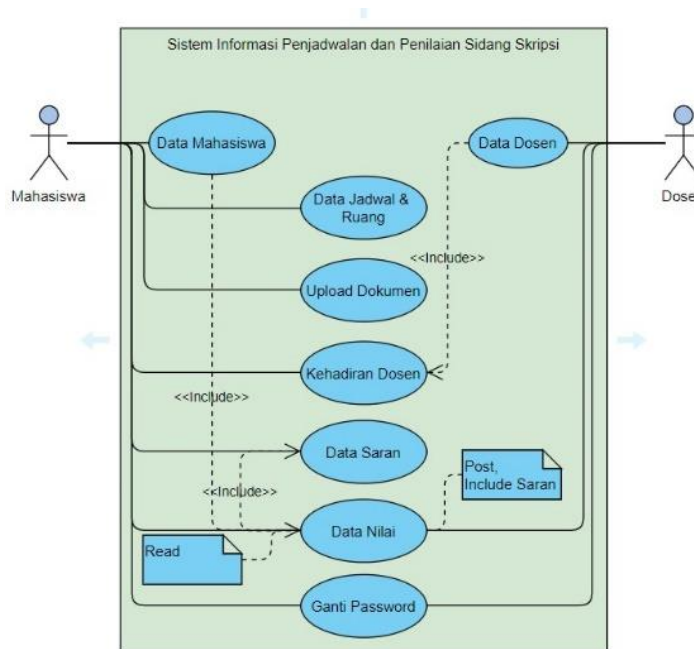 Sistem Informasi Penjadwalan dan Penilaian Sidang Skripsi
Mahasiswa
Data Mahasiswa
Data Dosen
Dosen
Data Jadwal &
Ruang
<<Include>>
Upload Dokumen
Kehadiran Dosen
<<Include>>
Data Saran
Post,
Include Saran
<<Include>>
Data Nilai
Read
Ganti Password